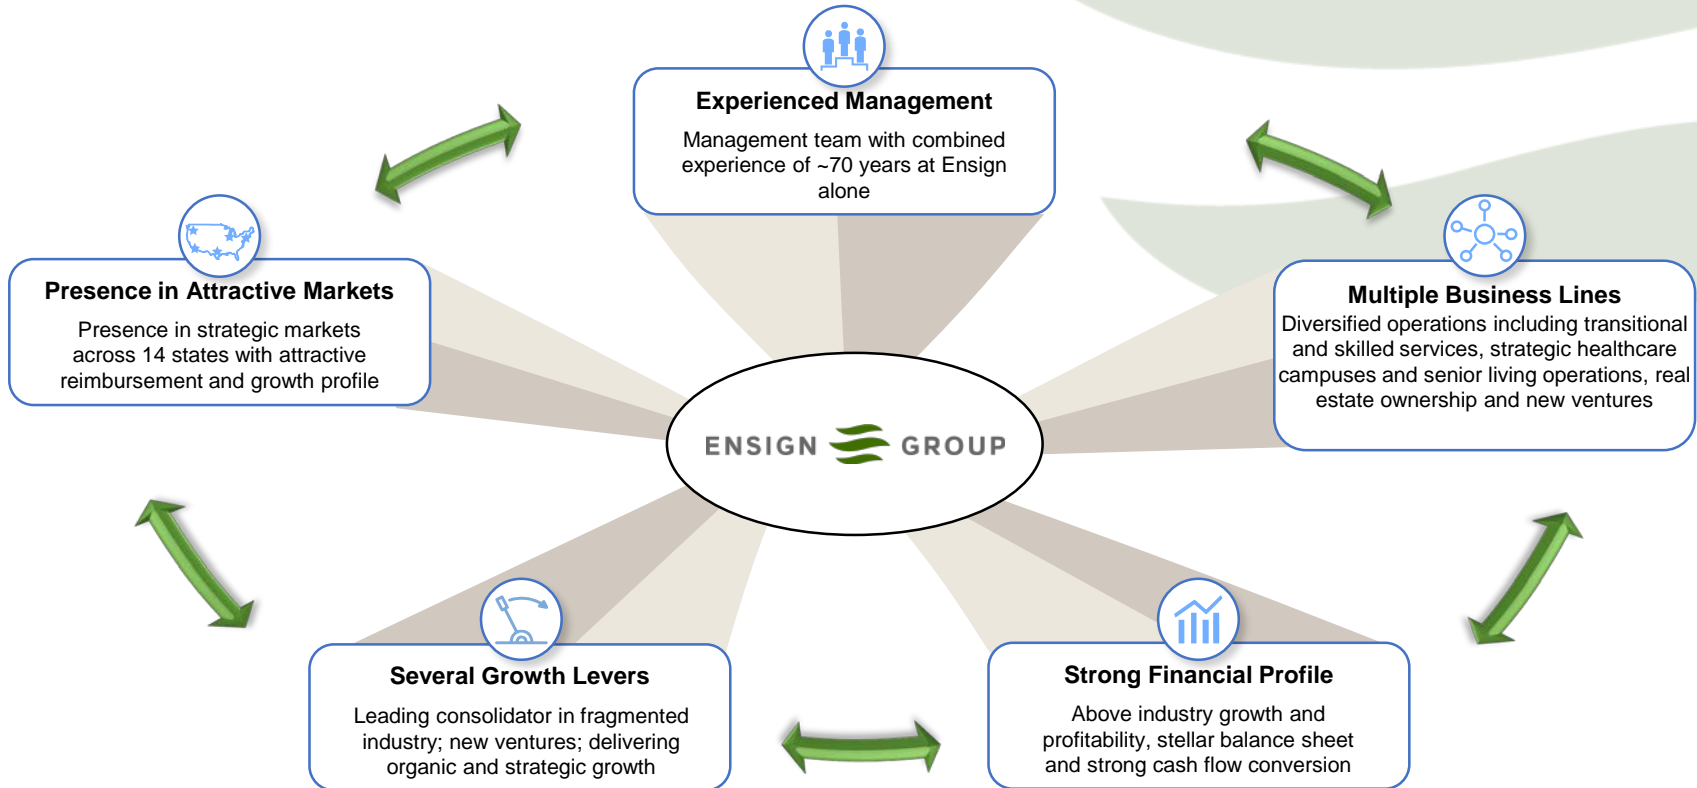 Experienced Management
Management team with combined
experience of ~70 years at Ensign
alone
Presence in Attractive Markets
Presence in strategic markets
across 14 states with attractive
reimbursement and growth profile
Multiple Business Lines
Diversified operations including transitional
and skilled services, strategic healthcare
campuses and senior living operations, real
estate ownership and new ventures
ENSIGN GROUP
Several Growth Levers
Leading consolidator in fragmented
industry; new ventures; delivering
organic and strategic growth
Strong Financial Profile
Above industry growth and
profitability, stellar balance sheet
and strong cash flow conversion